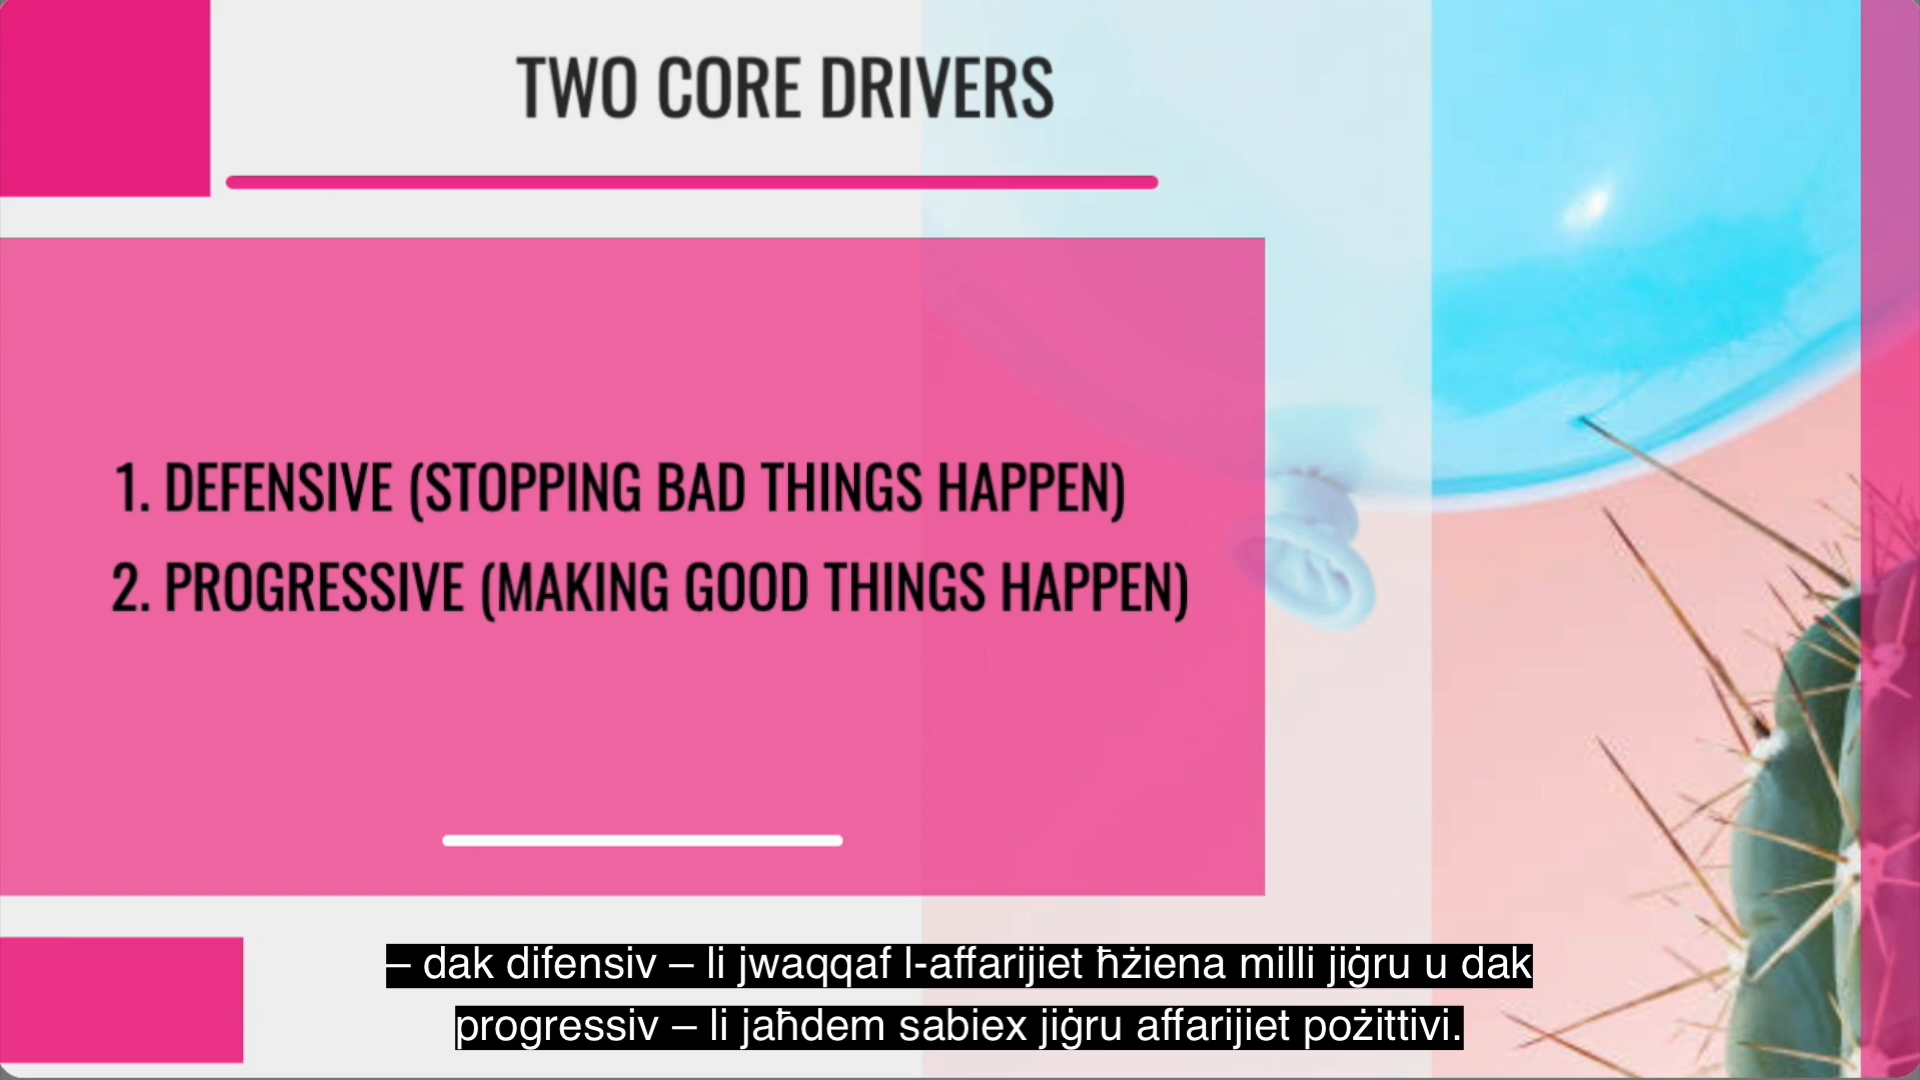 TWO CORE DRIVERS
1. DEFENSIVE (STOPPING BAD THINGS HAPPEN)
2. PROGRESSIVE (MAKING GOOD THINGS HAPPEN)
– dak difensiv – li jwaqqaf l-affarijiet ħżiena milli jiġru u dak
progressiv – li jaħdem sabiex jiġru affarijiet pożittivi.